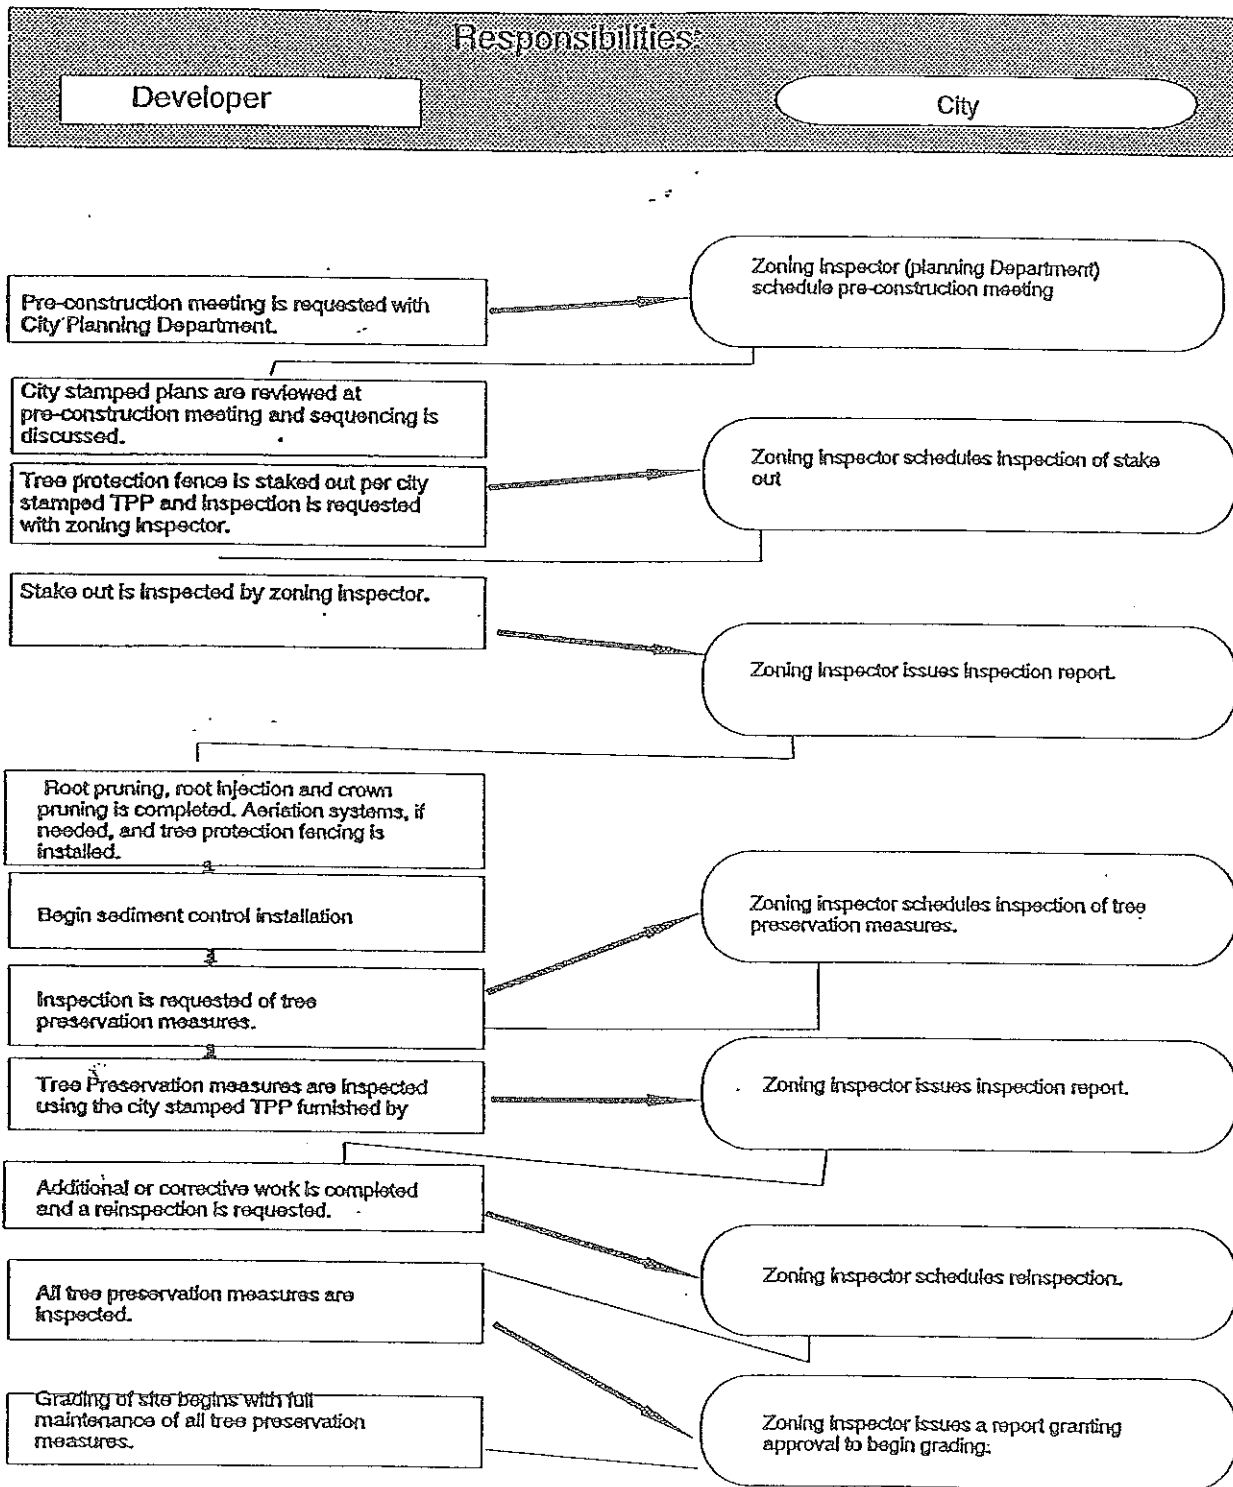 Responsibilities:
Developer
City
Zoning Inspector (planning Department)
schedule pre-construction meeting
Pre-construction meeting is requested with
City Planning Department.
City stamped plans are reviewed at
pre-construction meeting and sequencing is
discussed.
Zoning Inspector schedules inspection of stake
out
Tree protection fence is staked out per city
stamped TPP and inspection is requested
with zoning inspector.
Stake out is inspected by zoning inspector.
Zoning Inspector issues inspection report.
Root pruning, root injection and crown
pruning is completed. Aeriation systems, if
needed, and tree protection fencing is
installed.
Begin sediment control installation
Zoning inspector schedules inspection of tree
preservation measures.
Inspection is requested of tree
preservation measures.
Tree Preservation measures are inspected
using the city stamped TPP furnished by
Zoning inspector issues inspection report.
Additional or corrective work is completed
and a reinspection is requested.
Zoning Inspector schedules reinspection.
All tree preservation measures are
inspected.
Grading of site begins with full
maintenance of all tree preservation
measures.
Zoning Inspector issues a report granting
approval to begin grading.